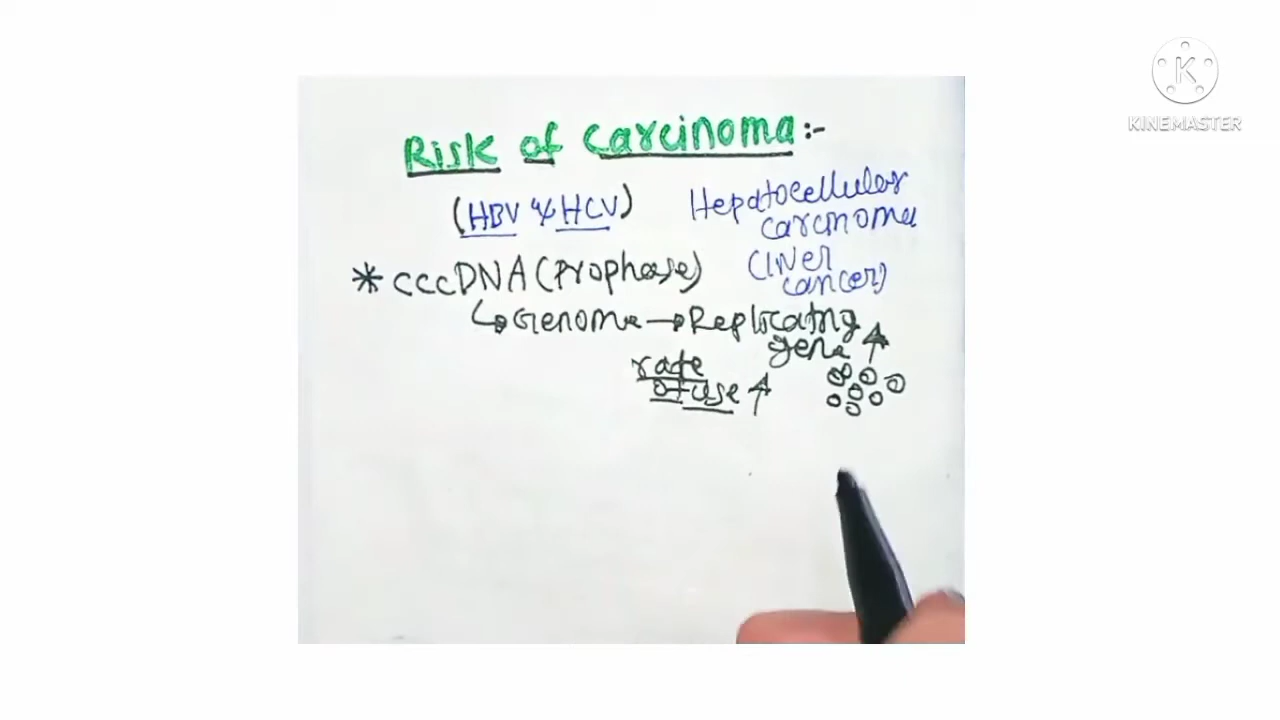 Risk of carcinoma:-
(HBV & HCV)
Hepatocellular
carcinoma
(liver
cancer)
* cccDNA (Prophase)
↳ Genome → Replicating
gene ↑
rate
of use ↑
KINEMASTER